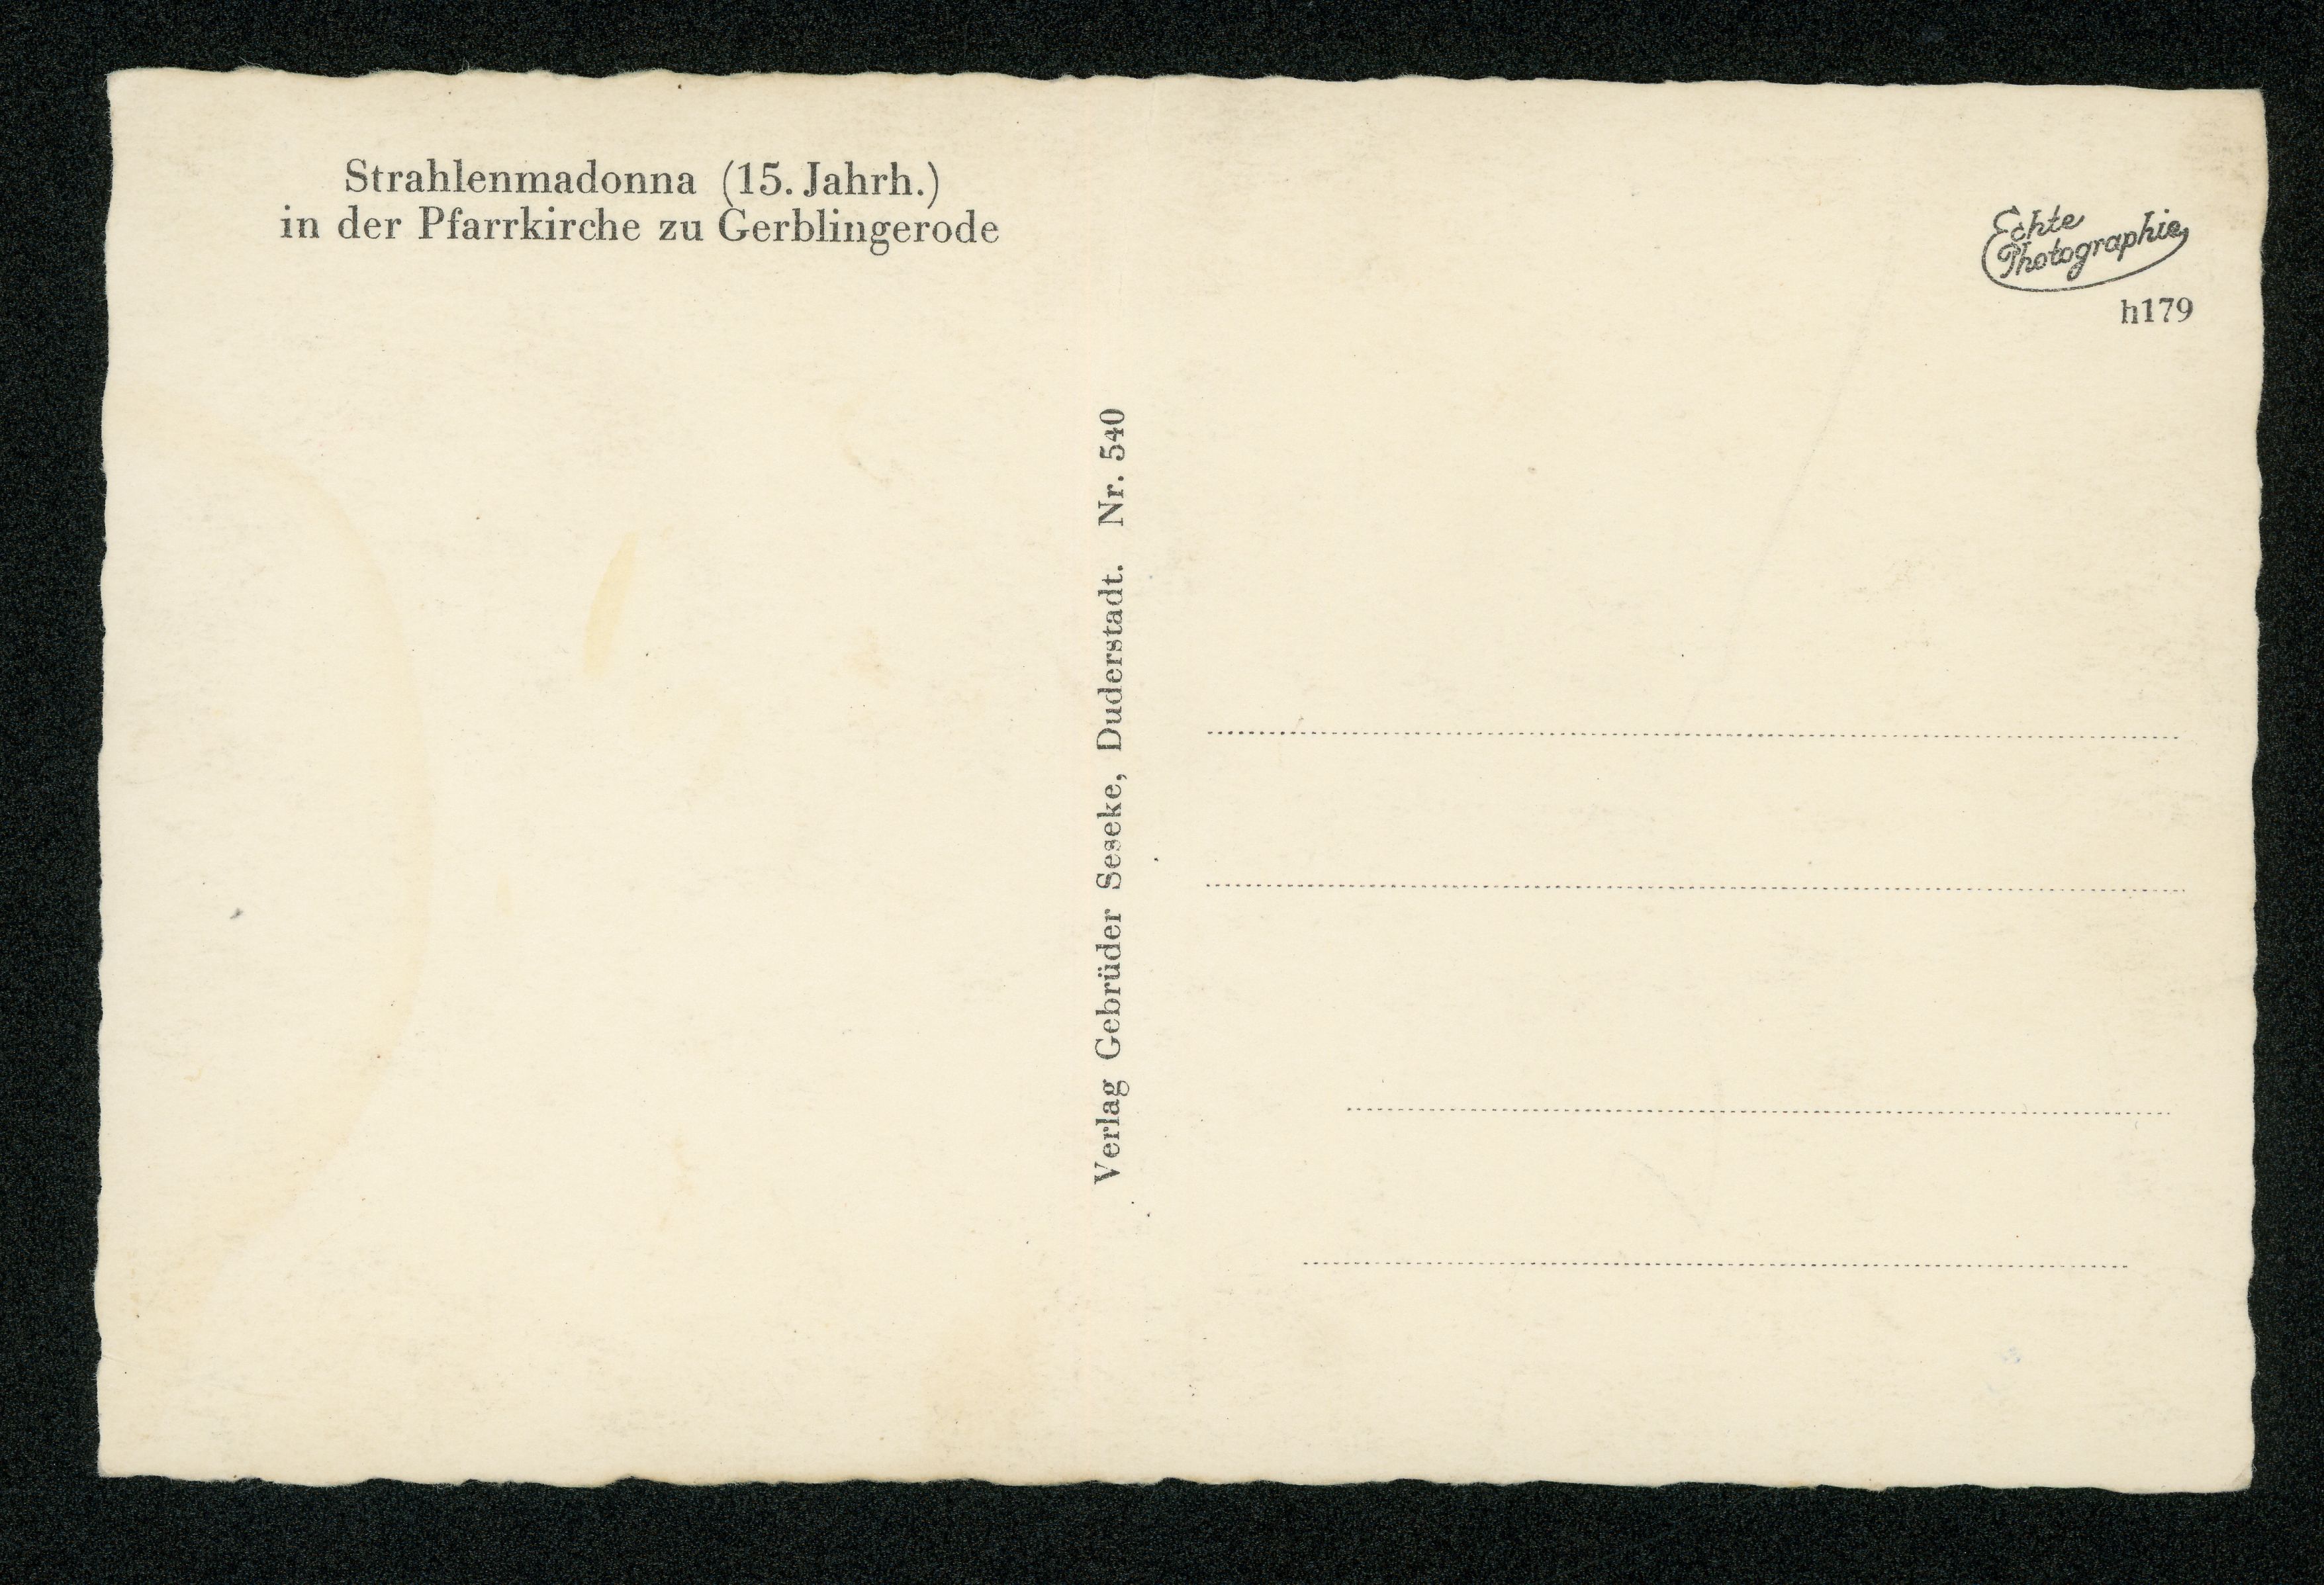 Strahlenmadonna (15. Jahrh.)
in der Pfarrkirche zu Gerblingerode
Echte
Photographie
h179
Verlag Gebrüder Seseke, Duderstadt. Nr. 540